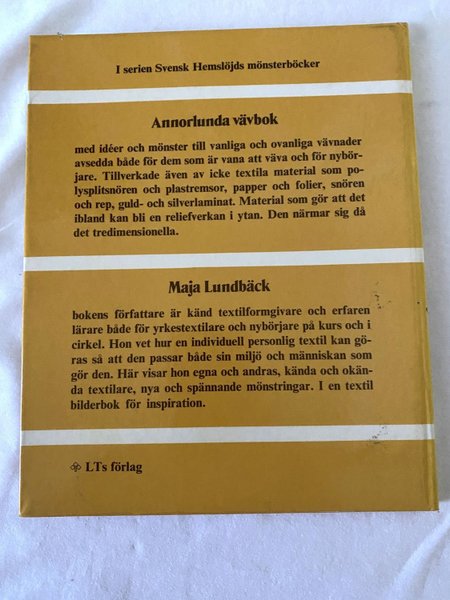 I serien Svensk Hemslöjds mönsterböcker
Annorlunda vävbok
med idéer och mönster till vanliga och ovanliga vävnader
avsedda både för dem som är vana att väva och för nybör-
jare. Tillverkade även av icke textila material som po-
lysplitsnören och plastremsor, papper och folier, snören
och rep, guld- och silverlaminat. Material som gör att det
ibland kan bli en reliefverkan i ytan. Den närmar sig då
det tredimensionella.
Maja Lundbäck
bokens författare är känd textilformgivare och erfaren
lärare både för yrkestextilare och nybörjare på kurs och i
cirkel. Hon vet hur en individuell personlig textil kan gö-
ras så att den passar både sin miljö och människan som
gör den. Här visar hon egna och andras, kända och okän-
da textilare, nya och spännande mönstringar. I en textil
bilderbok för inspiration.
LTs förlag